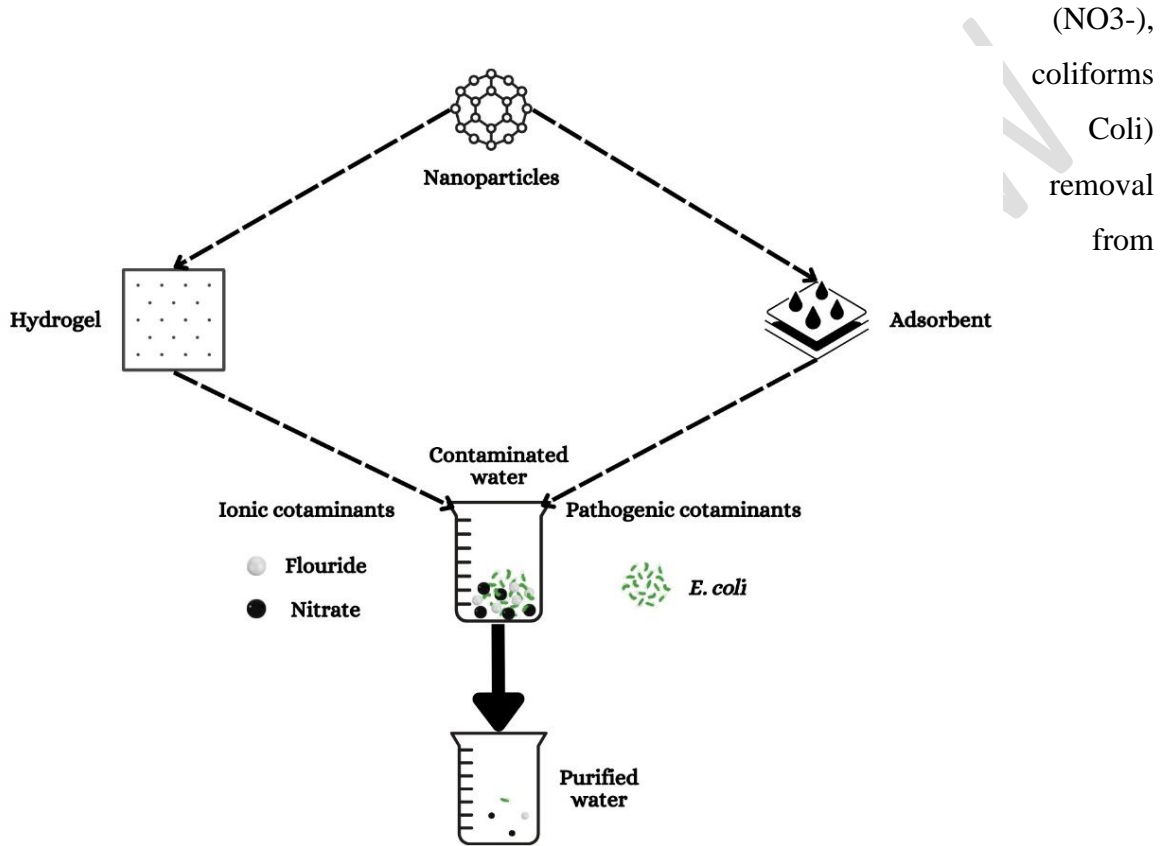 (NO3-),
coliforms
Coli)
removal
from
Nanoparticles
Hydrogel
Adsorbent
Contaminated
water
Ionic cotaminants
Pathogenic cotaminants
Flouride
Nitrate
E. coli
Purified
water